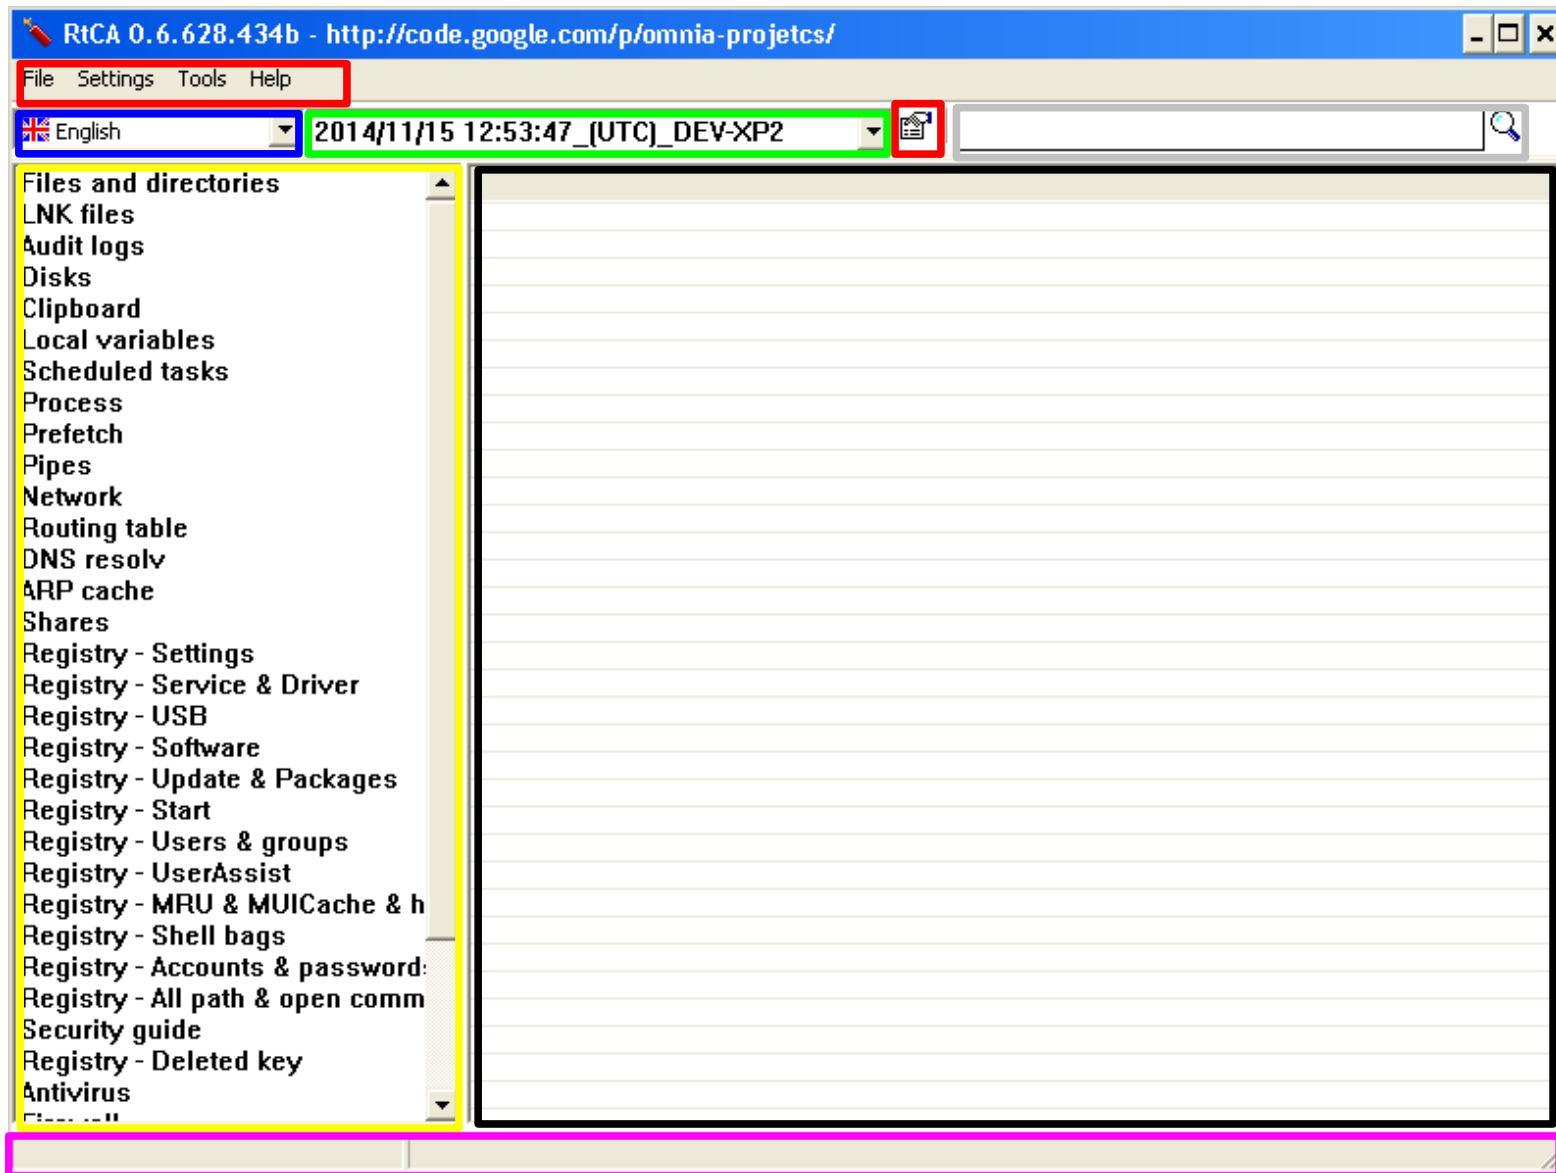 RtCA 0.6.628.434b - http://code.google.com/p/omnia-projetcs/
File Settings Tools Help
English 2014/11/15 12:53:47_(UTC)_DEV-XP2
Files and directories
LNK files
Audit logs
Disks
Clipboard
Local variables
Scheduled tasks
Process
Prefetch
Pipes
Network
Routing table
DNS resolv
ARP cache
Shares
Registry - Settings
Registry - Service & Driver
Registry - USB
Registry - Software
Registry - Update & Packages
Registry - Start
Registry - Users & groups
Registry - UserAssist
Registry - MRU & MUICache & h
Registry - Shell bags
Registry - Accounts & passwords
Registry - All path & open comm
Security guide
Registry - Deleted key
Antivirus
Firewall